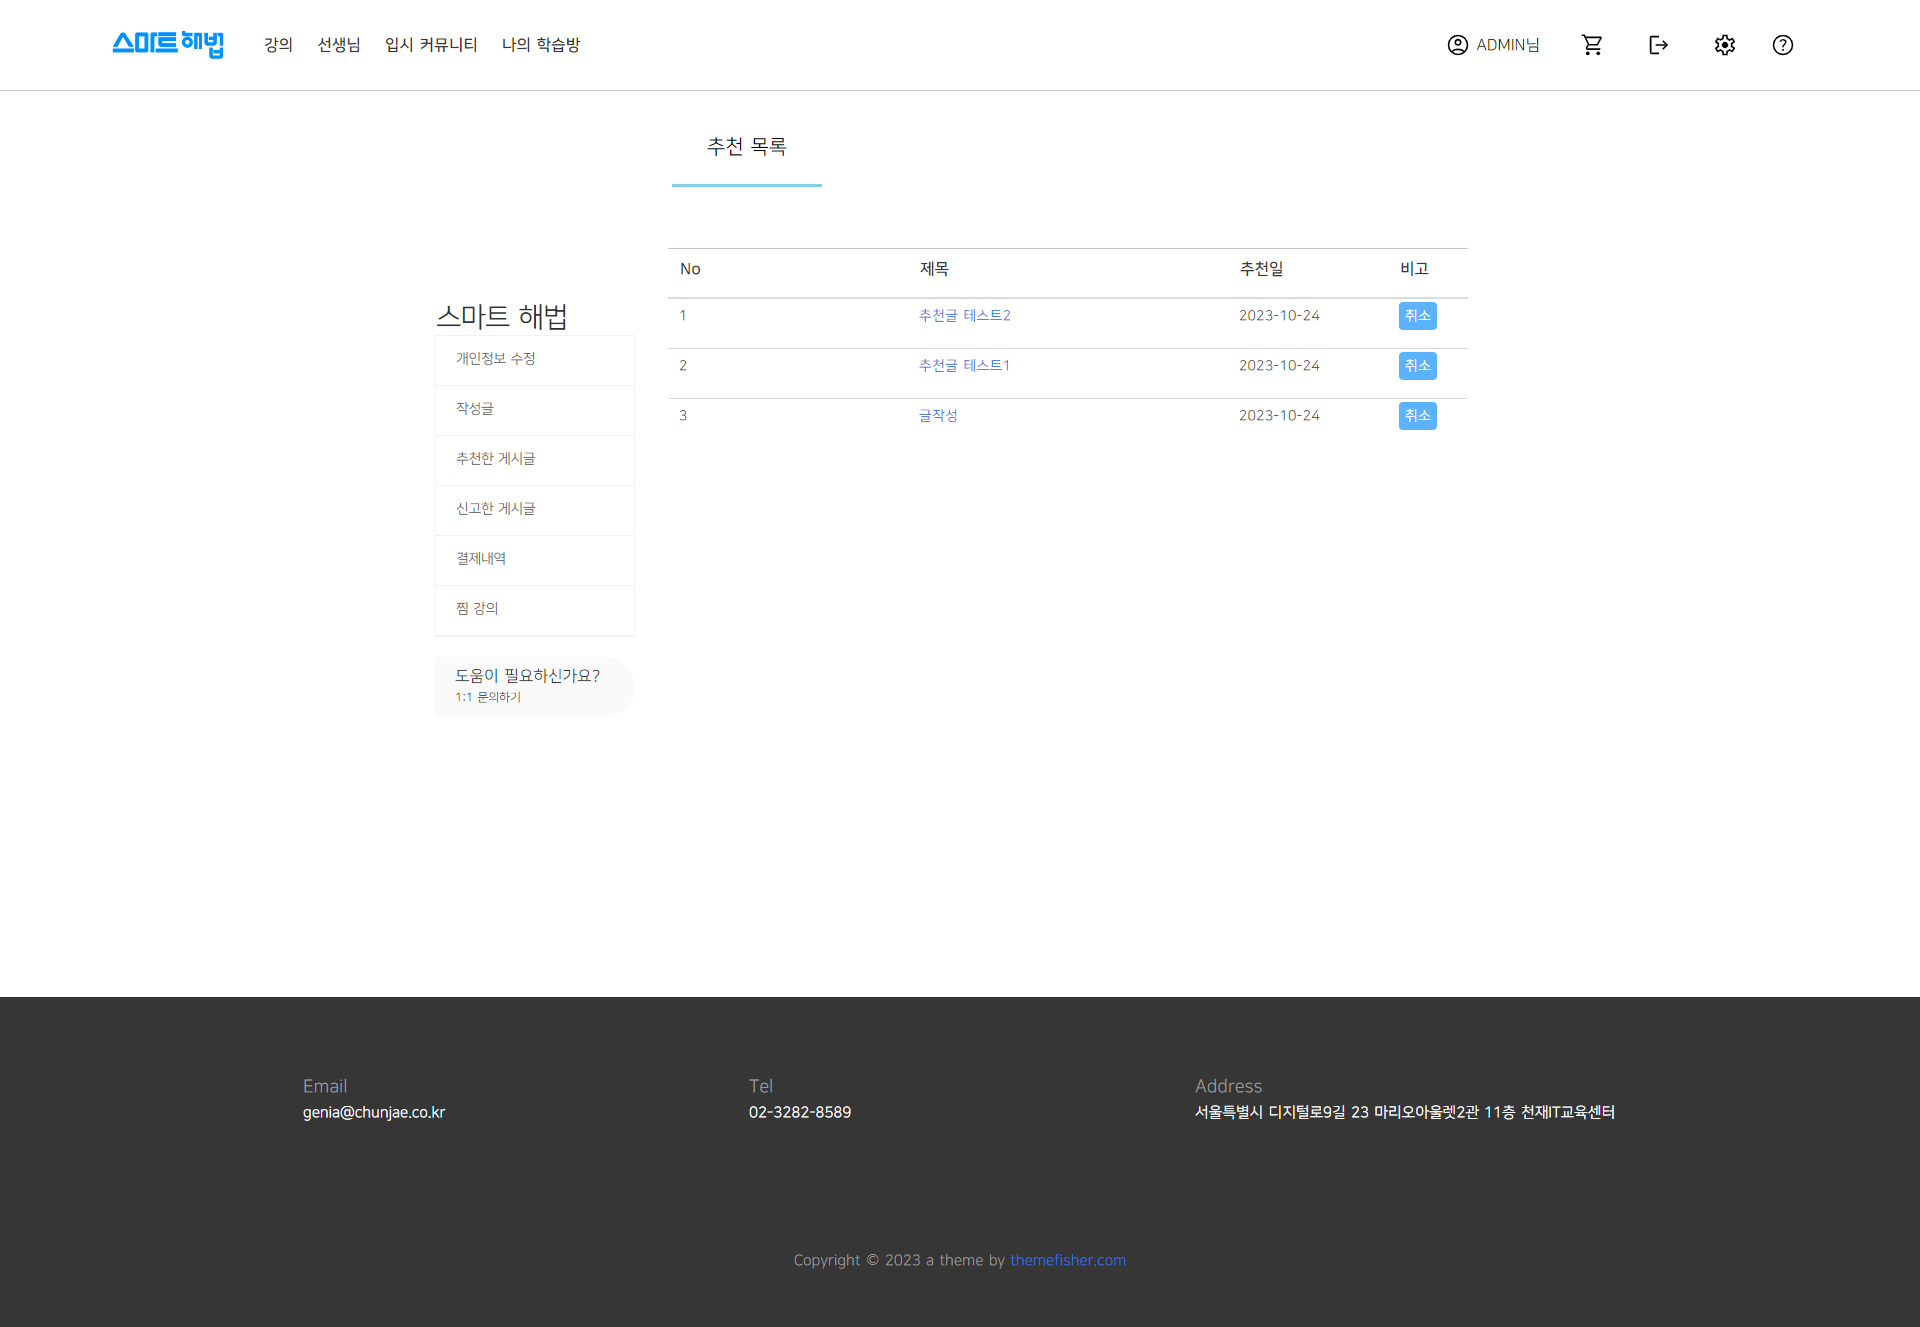 스마트해법 강의 선생님 입시 커뮤니티 나의 학습방 ADMIN님
추천 목록
No 제목 추천일 비고
1 추천글 테스트2 2023-10-24 취소
2 추천글 테스트1 2023-10-24 취소
3 글작성 2023-10-24 취소
스마트 해법
개인정보 수정
작성글
추천한 게시글
신고한 게시글
결제내역
찜 강의
도움이 필요하신가요?
1:1 문의하기
Email
genia@chunjae.co.kr
Tel
02-3282-8589
Address
서울특별시 디지털로9길 23 마리오아울렛2관 11층 천재IT교육센터
Copyright © 2023 a theme by themefisher.com